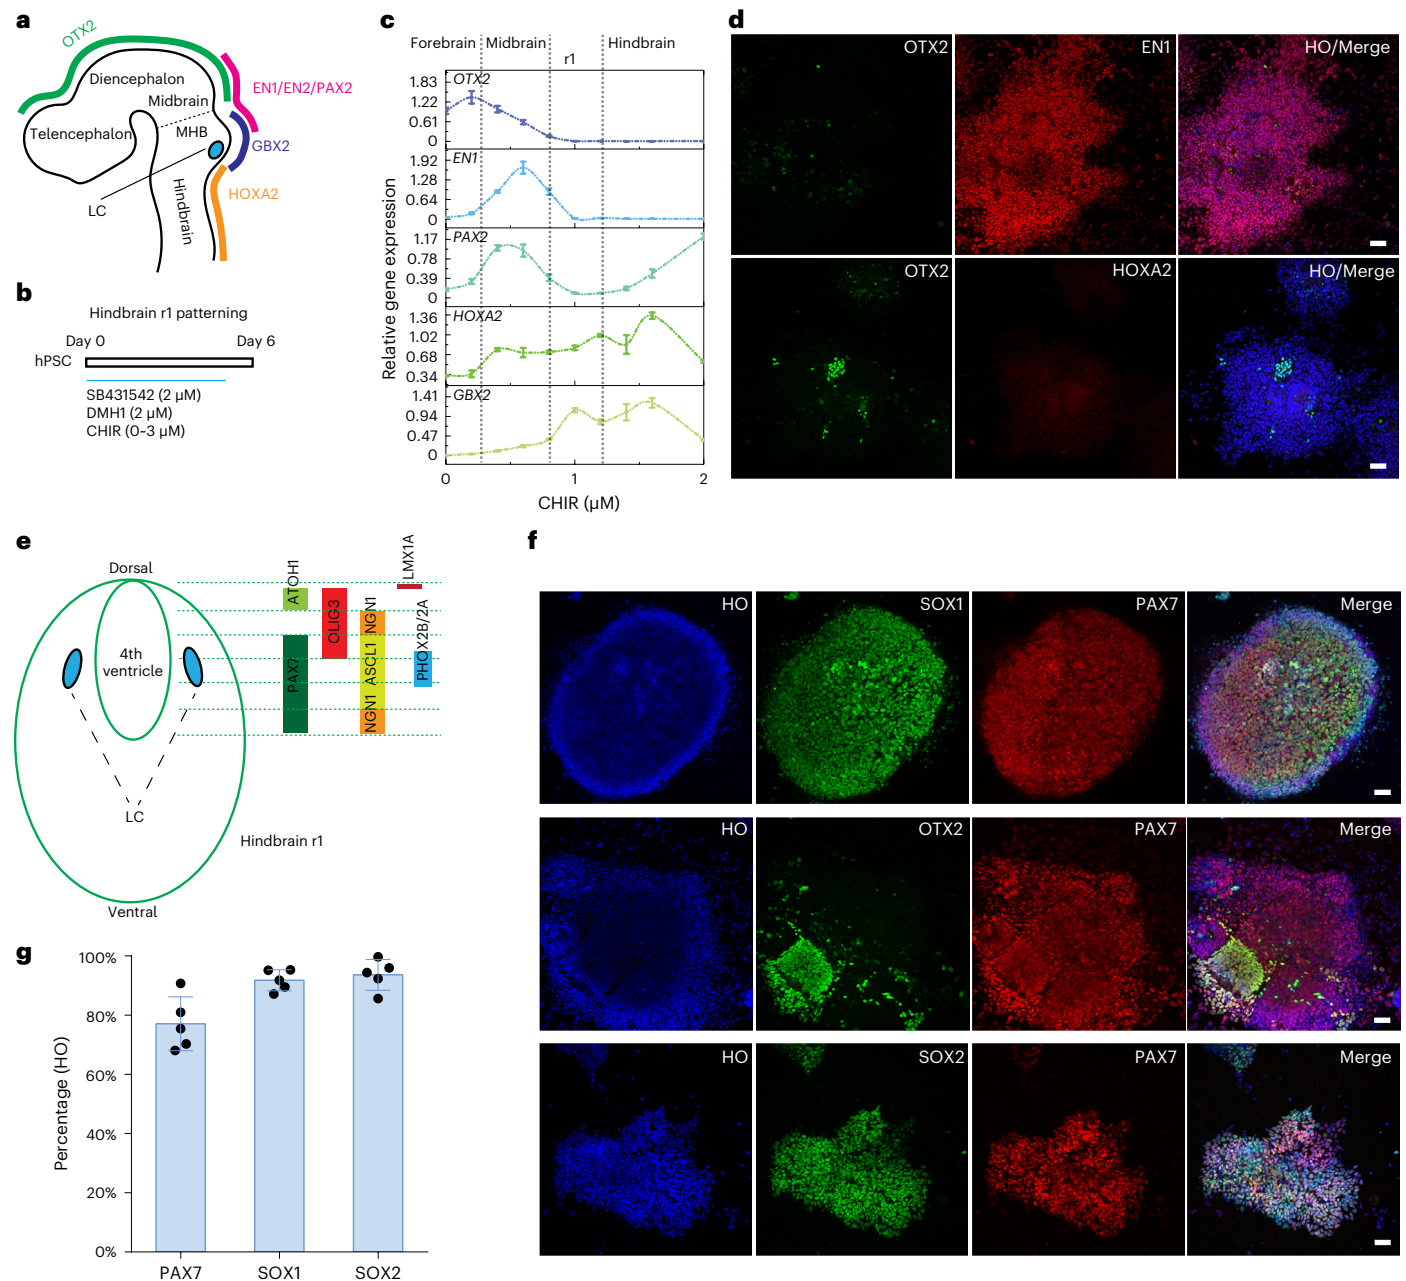 a
OTX2
Diencephalon
Midbrain
EN1/EN2/PAX2
Telencephalon
MHB
GBX2
HOXA2
LC
Hindbrain
b
Hindbrain r1 patterning
Day 0
Day 6
hPSC
SB431542 (2 µM)
DMH1 (2 µM)
CHIR (0~3 µM)
c
Forebrain
Midbrain
r1
Hindbrain
Relative gene expression
OTX2
1.83
1.22
0.61
0
EN1
1.92
1.28
0.64
0
PAX2
1.17
0.78
0.39
0
HOXA2
1.36
1.02
0.68
0.34
GBX2
1.41
0.94
0.47
0
0
1
2
CHIR (µM)
d
OTX2
EN1
HO/Merge
OTX2
HOXA2
HO/Merge
e
Dorsal
4th
ventricle
LC
Hindbrain r1
Ventral
ATOH1
PAX7
OLIG3
NGN1
ASCL1
NGN1
LMX1A
PHOX2B/2A
f
HO
SOX1
PAX7
Merge
HO
OTX2
PAX7
Merge
HO
SOX2
PAX7
Merge
g
Percentage (HO)
100%
80%
60%
40%
20%
0%
PAX7
SOX1
SOX2